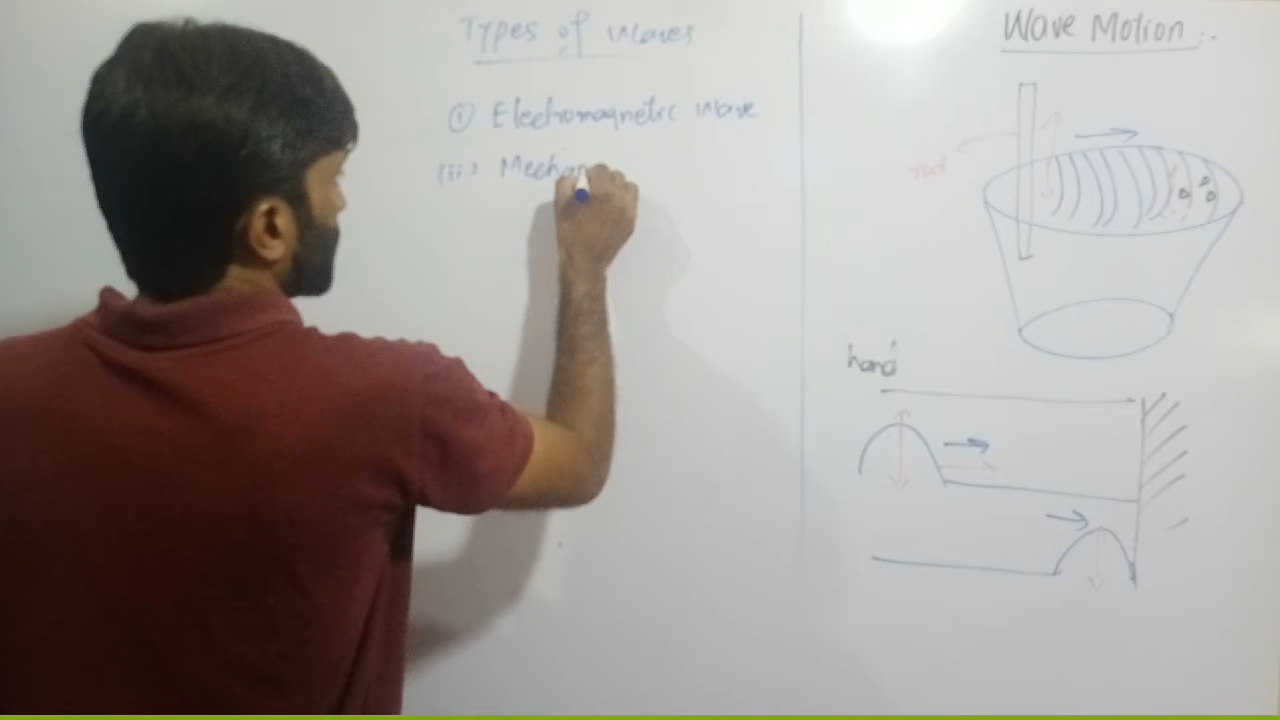 Types of Waves
(i) Electromagnetic Wave
(ii) Mechan
Wave Motion :.
rod
hand